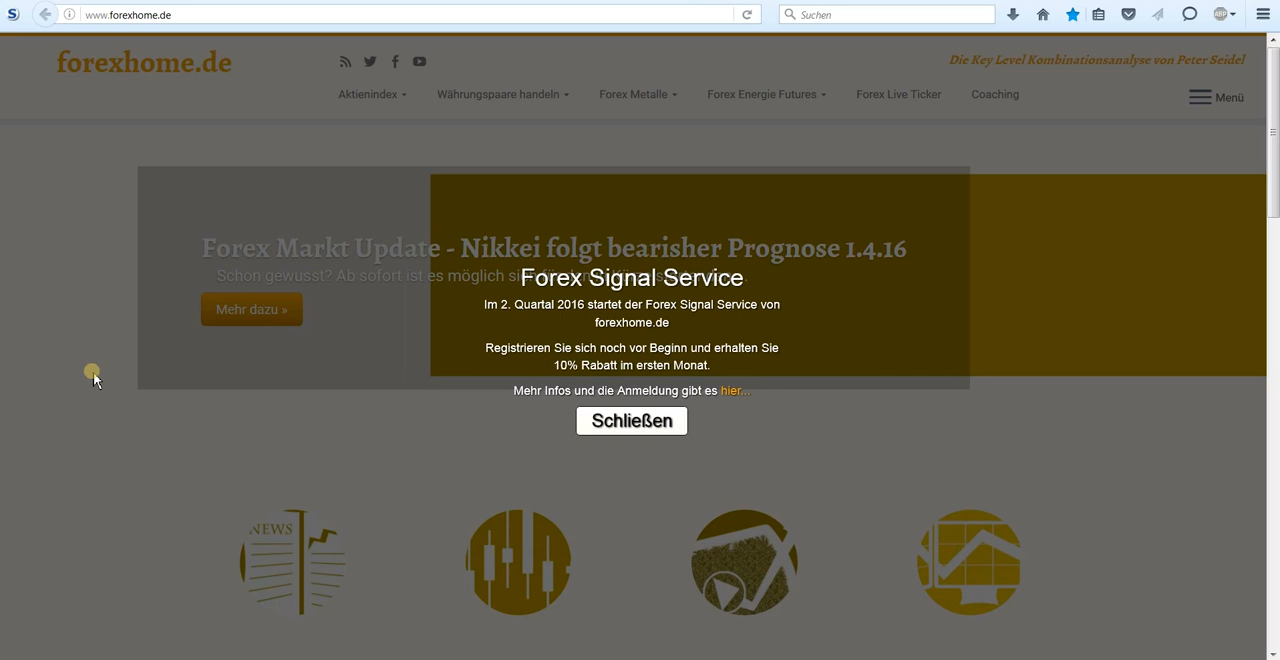 www.forexhome.de
Suchen
ABP
forexhome.de
Die Key Level Kombinationsanalyse von Peter Seidel
Aktienindex
Währungspaare handeln
Forex Metalle
Forex Energie Futures
Forex Live Ticker
Coaching
Menü
Forex Markt Update - Nikkei folgt bearisher Prognose 1.4.16
Schon gewusst? Ab sofort ist es möglich
Mehr dazu »
Forex Signal Service
Im 2. Quartal 2016 startet der Forex Signal Service von
forexhome.de
Registrieren Sie sich noch vor Beginn und erhalten Sie
10% Rabatt im ersten Monat.
Mehr Infos und die Anmeldung gibt es hier...
Schließen
NEWS